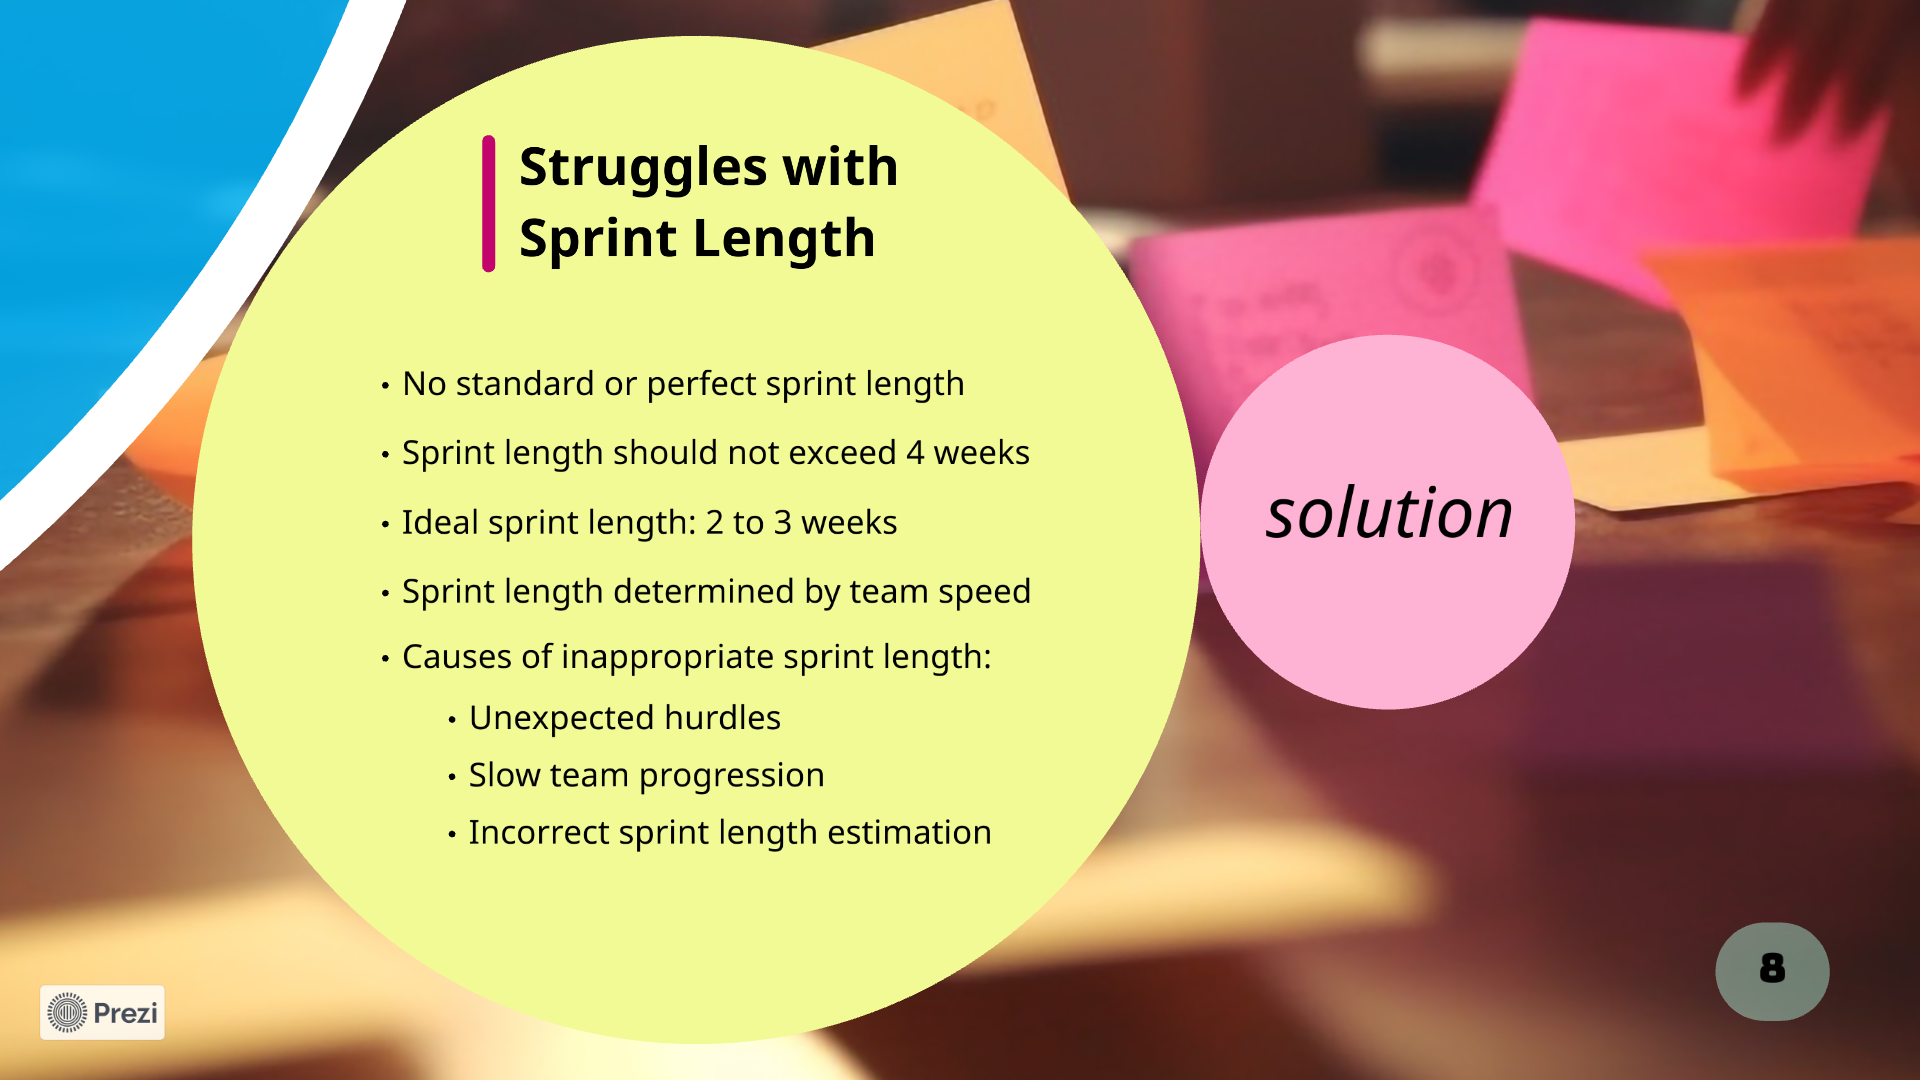 Struggles with
Sprint Length
• No standard or perfect sprint length
• Sprint length should not exceed 4 weeks
• Ideal sprint length: 2 to 3 weeks
• Sprint length determined by team speed
• Causes of inappropriate sprint length:
• Unexpected hurdles
• Slow team progression
• Incorrect sprint length estimation
solution
8
Prezi